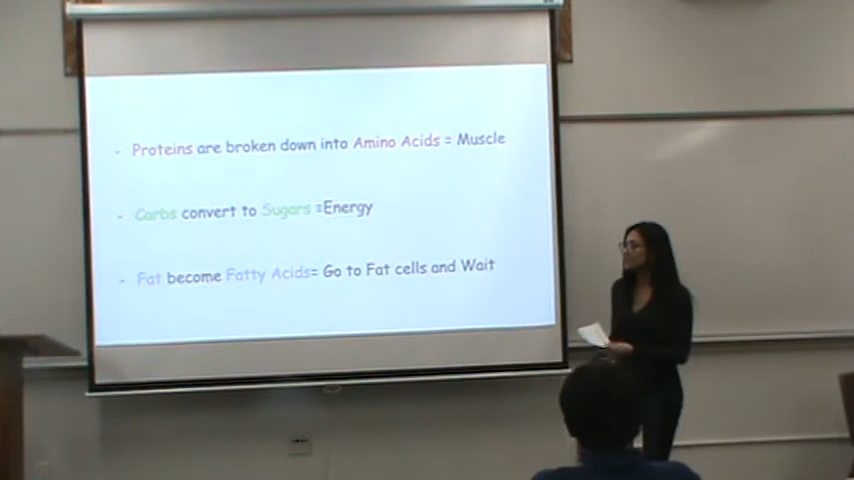 - Proteins are broken down into Amino Acids = Muscle
- Carbs convert to Sugars =Energy
- Fat become Fatty Acids= Go to Fat cells and Wait